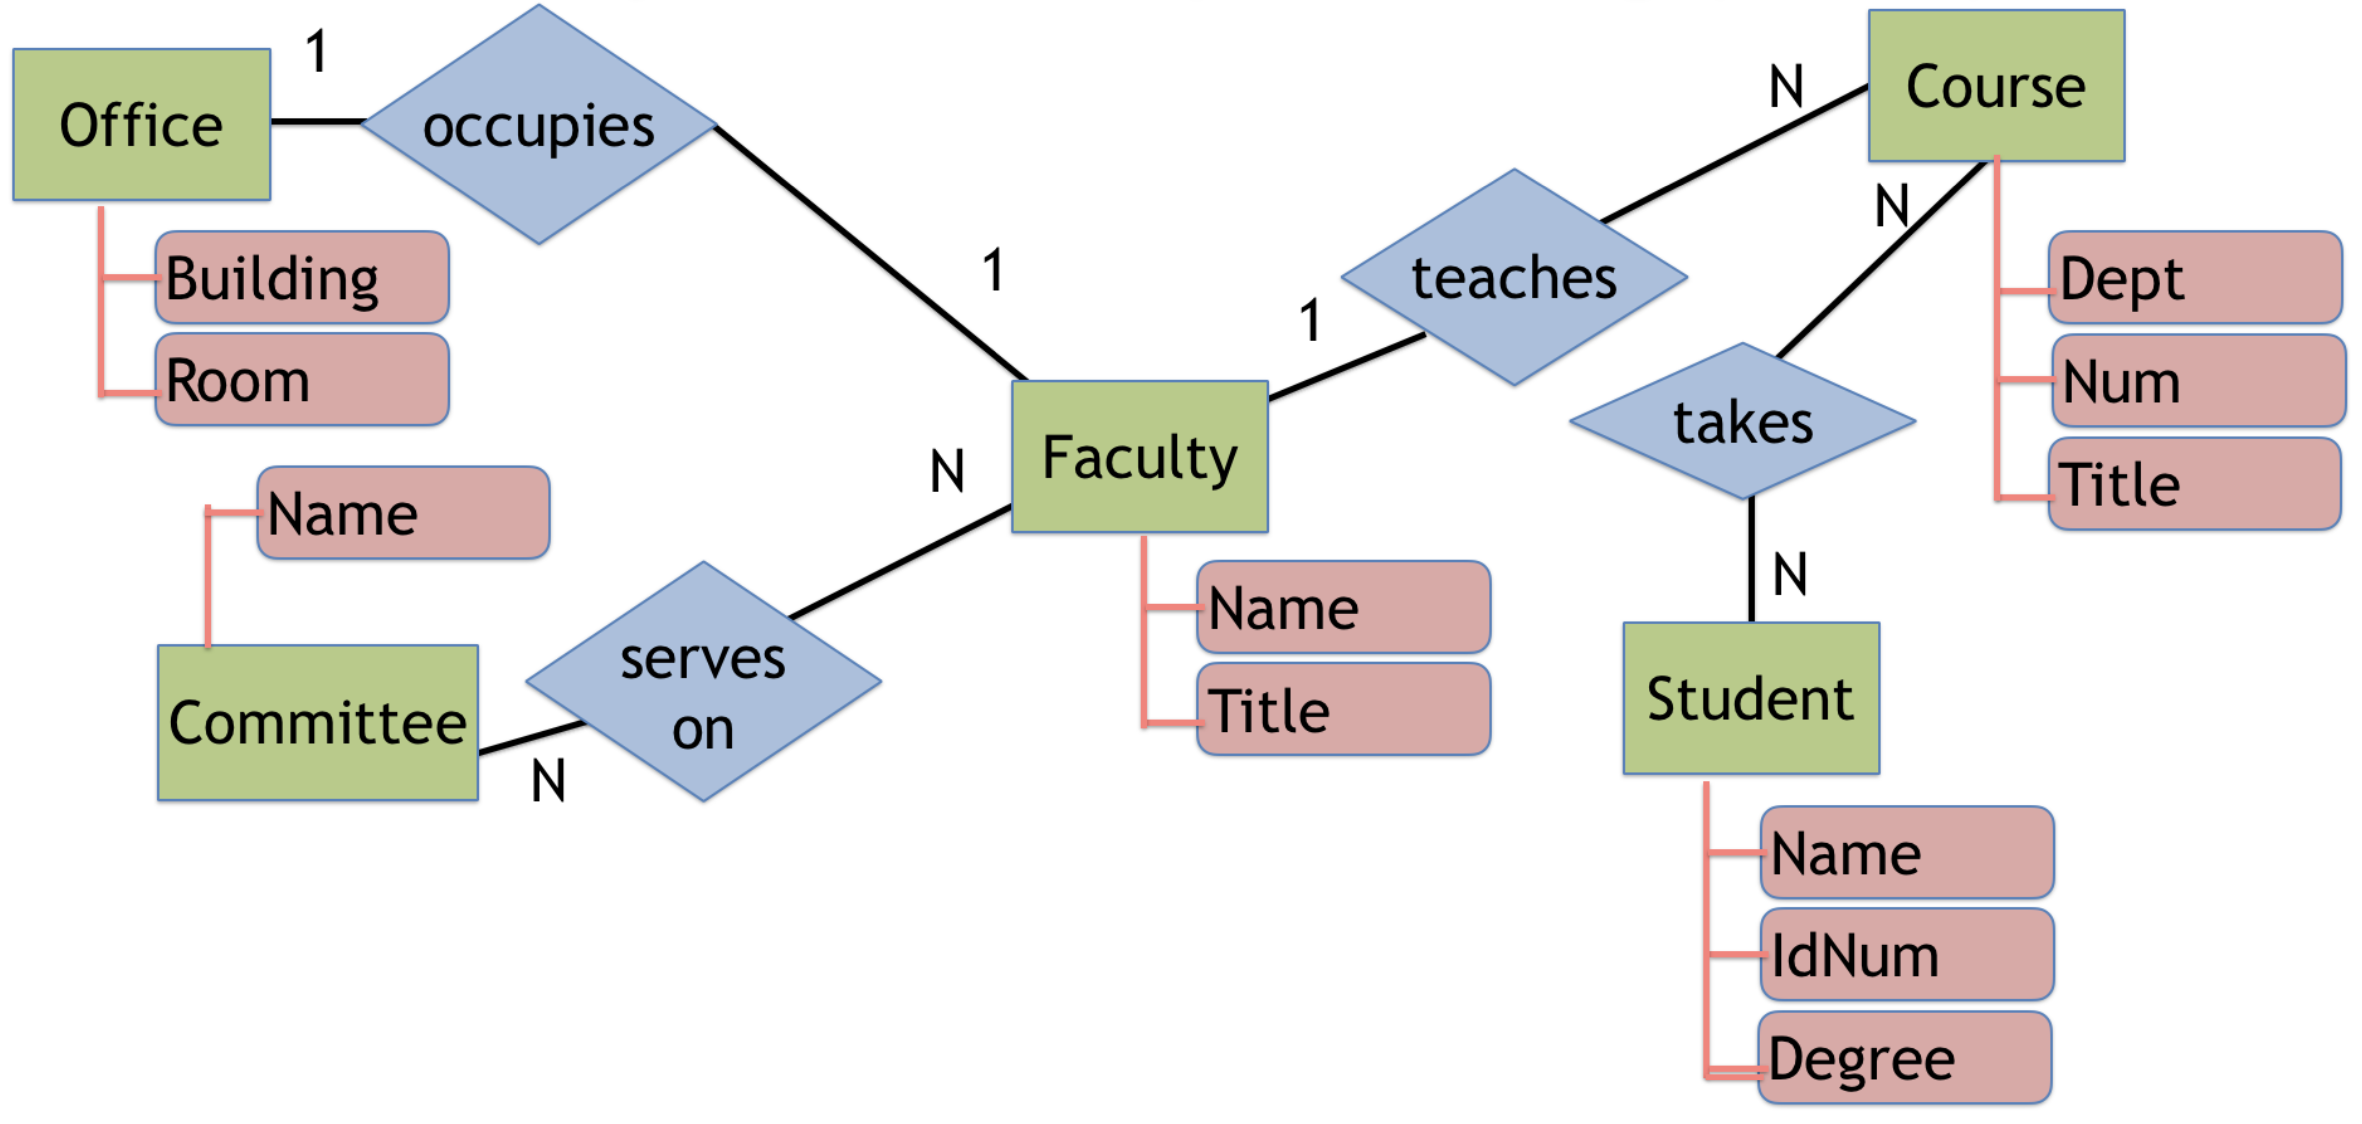 Office
1
occupies
1
Building
Room
Name
Committee
N
serves
on
N
Faculty
Name
Title
1
teaches
N
Course
N
takes
N
Dept
Num
Title
Student
Name
IdNum
Degree